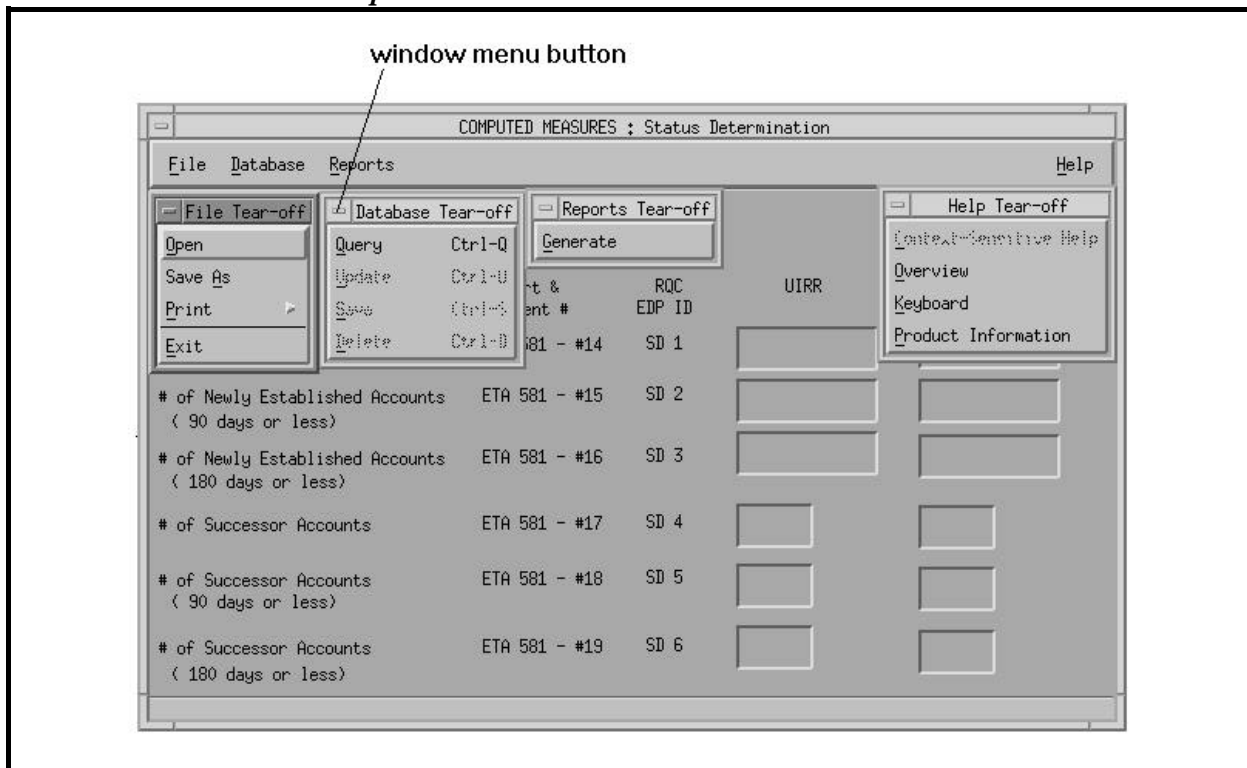 window menu button
COMPUTED MEASURES : Status Determination
File Database Reports Help
File Tear-off
Open
Save As
Print
Exit
Database Tear-off
Query Ctrl-Q
Update Ctrl-U
Save Ctrl-S
Delete Ctrl-D
Reports Tear-off
Generate
Help Tear-off
Context-Sensitive Help
Overview
Keyboard
Product Information
rt & RQC UIRR
ent # EDP ID
581 - #14 SD 1
# of Newly Established Accounts ETA 581 - #15 SD 2
( 90 days or less)
# of Newly Established Accounts ETA 581 - #16 SD 3
( 180 days or less)
# of Successor Accounts ETA 581 - #17 SD 4
# of Successor Accounts ETA 581 - #18 SD 5
( 90 days or less)
# of Successor Accounts ETA 581 - #19 SD 6
( 180 days or less)